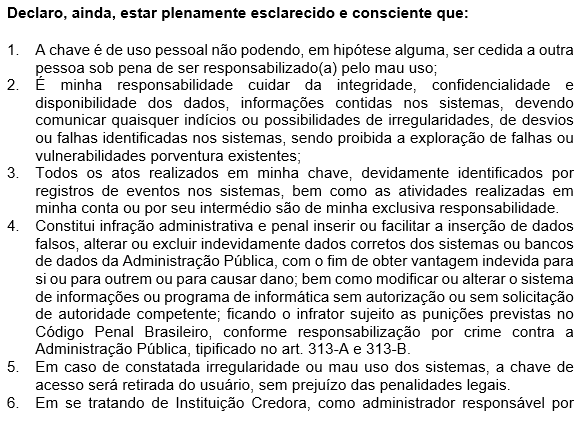 Declaro, ainda, estar plenamente esclarecido e consciente que:
1. A chave é de uso pessoal não podendo, em hipótese alguma, ser cedida a outra
pessoa sob pena de ser responsabilizado(a) pelo mau uso;
2. É minha responsabilidade cuidar da integridade, confidencialidade e
disponibilidade dos dados, informações contidas nos sistemas, devendo
comunicar quaisquer indícios ou possibilidades de irregularidades, de desvios
ou falhas identificadas nos sistemas, sendo proibida a exploração de falhas ou
vulnerabilidades porventura existentes;
3. Todos os atos realizados em minha chave, devidamente identificados por
registros de eventos nos sistemas, bem como as atividades realizadas em
minha conta ou por seu intermédio são de minha exclusiva responsabilidade.
4. Constitui infração administrativa e penal inserir ou facilitar a inserção de dados
falsos, alterar ou excluir indevidamente dados corretos dos sistemas ou bancos
de dados da Administração Pública, com o fim de obter vantagem indevida para
si ou para outrem ou para causar dano; bem como modificar ou alterar o sistema
de informações ou programa de informática sem autorização ou sem solicitação
de autoridade competente; ficando o infrator sujeito as punições previstas no
Código Penal Brasileiro, conforme responsabilização por crime contra a
Administração Pública, tipificado no art. 313-A e 313-B.
5. Em caso de constatada irregularidade ou mau uso dos sistemas, a chave de
acesso será retirada do usuário, sem prejuízo das penalidades legais.
6. Em se tratando de Instituição Credora, como administrador responsável por